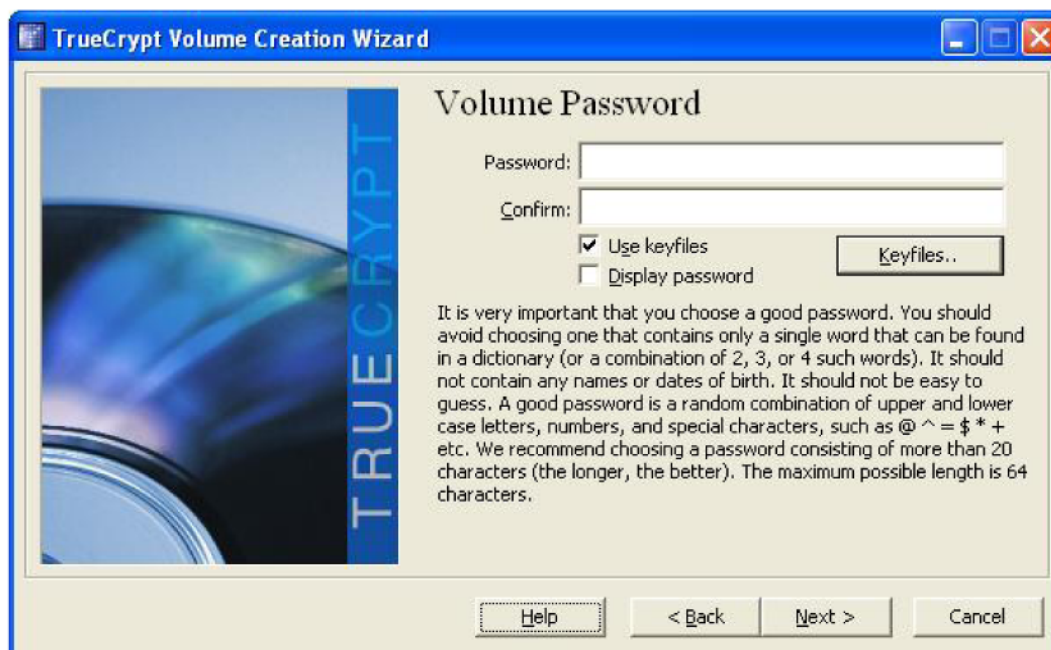 TrueCrypt Volume Creation Wizard
TRUECRYPT
Volume Password
Password:
Confirm:
Use keyfiles
Keyfiles..
Display password
It is very important that you choose a good password. You should
avoid choosing one that contains only a single word that can be found
in a dictionary (or a combination of 2, 3, or 4 such words). It should
not contain any names or dates of birth. It should not be easy to
guess. A good password is a random combination of upper and lower
case letters, numbers, and special characters, such as @ ^ = $ * +
etc. We recommend choosing a password consisting of more than 20
characters (the longer, the better). The maximum possible length is 64
characters.
Help
< Back
Next >
Cancel